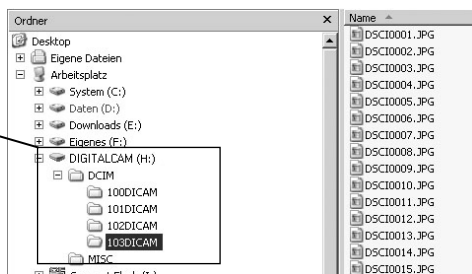 Ordner
Desktop
Eigene Dateien
Arbeitsplatz
System (C:)
Daten (D:)
Downloads (E:)
Eigenes (F:)
DIGITALCAM (H:)
DCIM
100DICAM
101DICAM
102DICAM
103DICAM
MISC
Name
DSCI0001.JPG
DSCI0002.JPG
DSCI0003.JPG
DSCI0004.JPG
DSCI0005.JPG
DSCI0006.JPG
DSCI0007.JPG
DSCI0008.JPG
DSCI0009.JPG
DSCI0010.JPG
DSCI0011.JPG
DSCI0012.JPG
DSCI0013.JPG
DSCI0014.JPG
DSCI0015.JPG